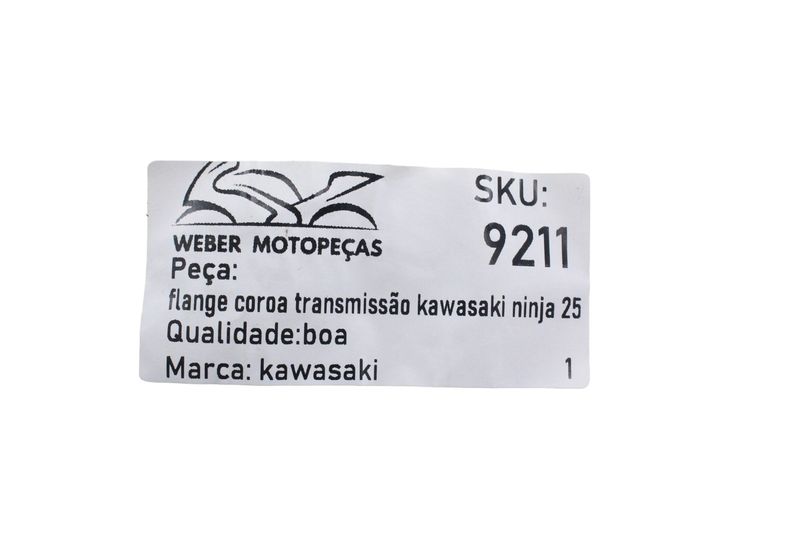 WEBER MOTOPEÇAS
SKU:
9211
Peça:
flange coroa transmissão kawasaki ninja 25
Qualidade:boa
Marca: kawasaki 1